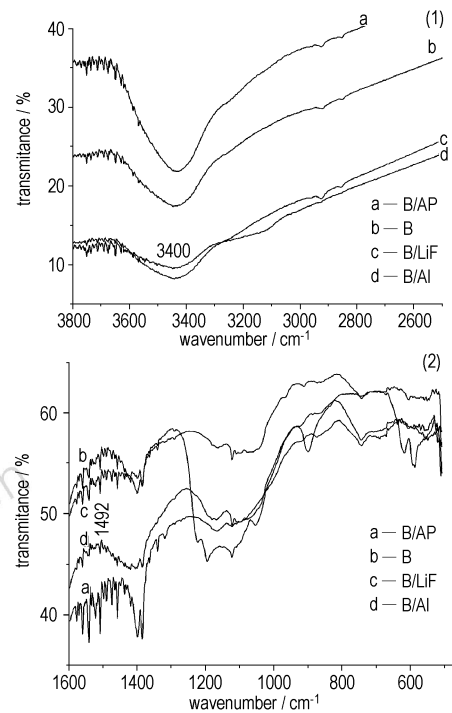 (1)
40
30
20
10
transmitance / %
a
b
c
d
3400
a — B/AP
b — B
c — B/LiF
d — B/Al
3800 3600 3400 3200 3000 2800 2600
wavenumber / cm-1
(2)
60
50
40
transmitance / %
b
c
d
a
1492
a — B/AP
b — B
c — B/LiF
d — B/Al
1600 1400 1200 1000 800 600
wavenumber / cm-1